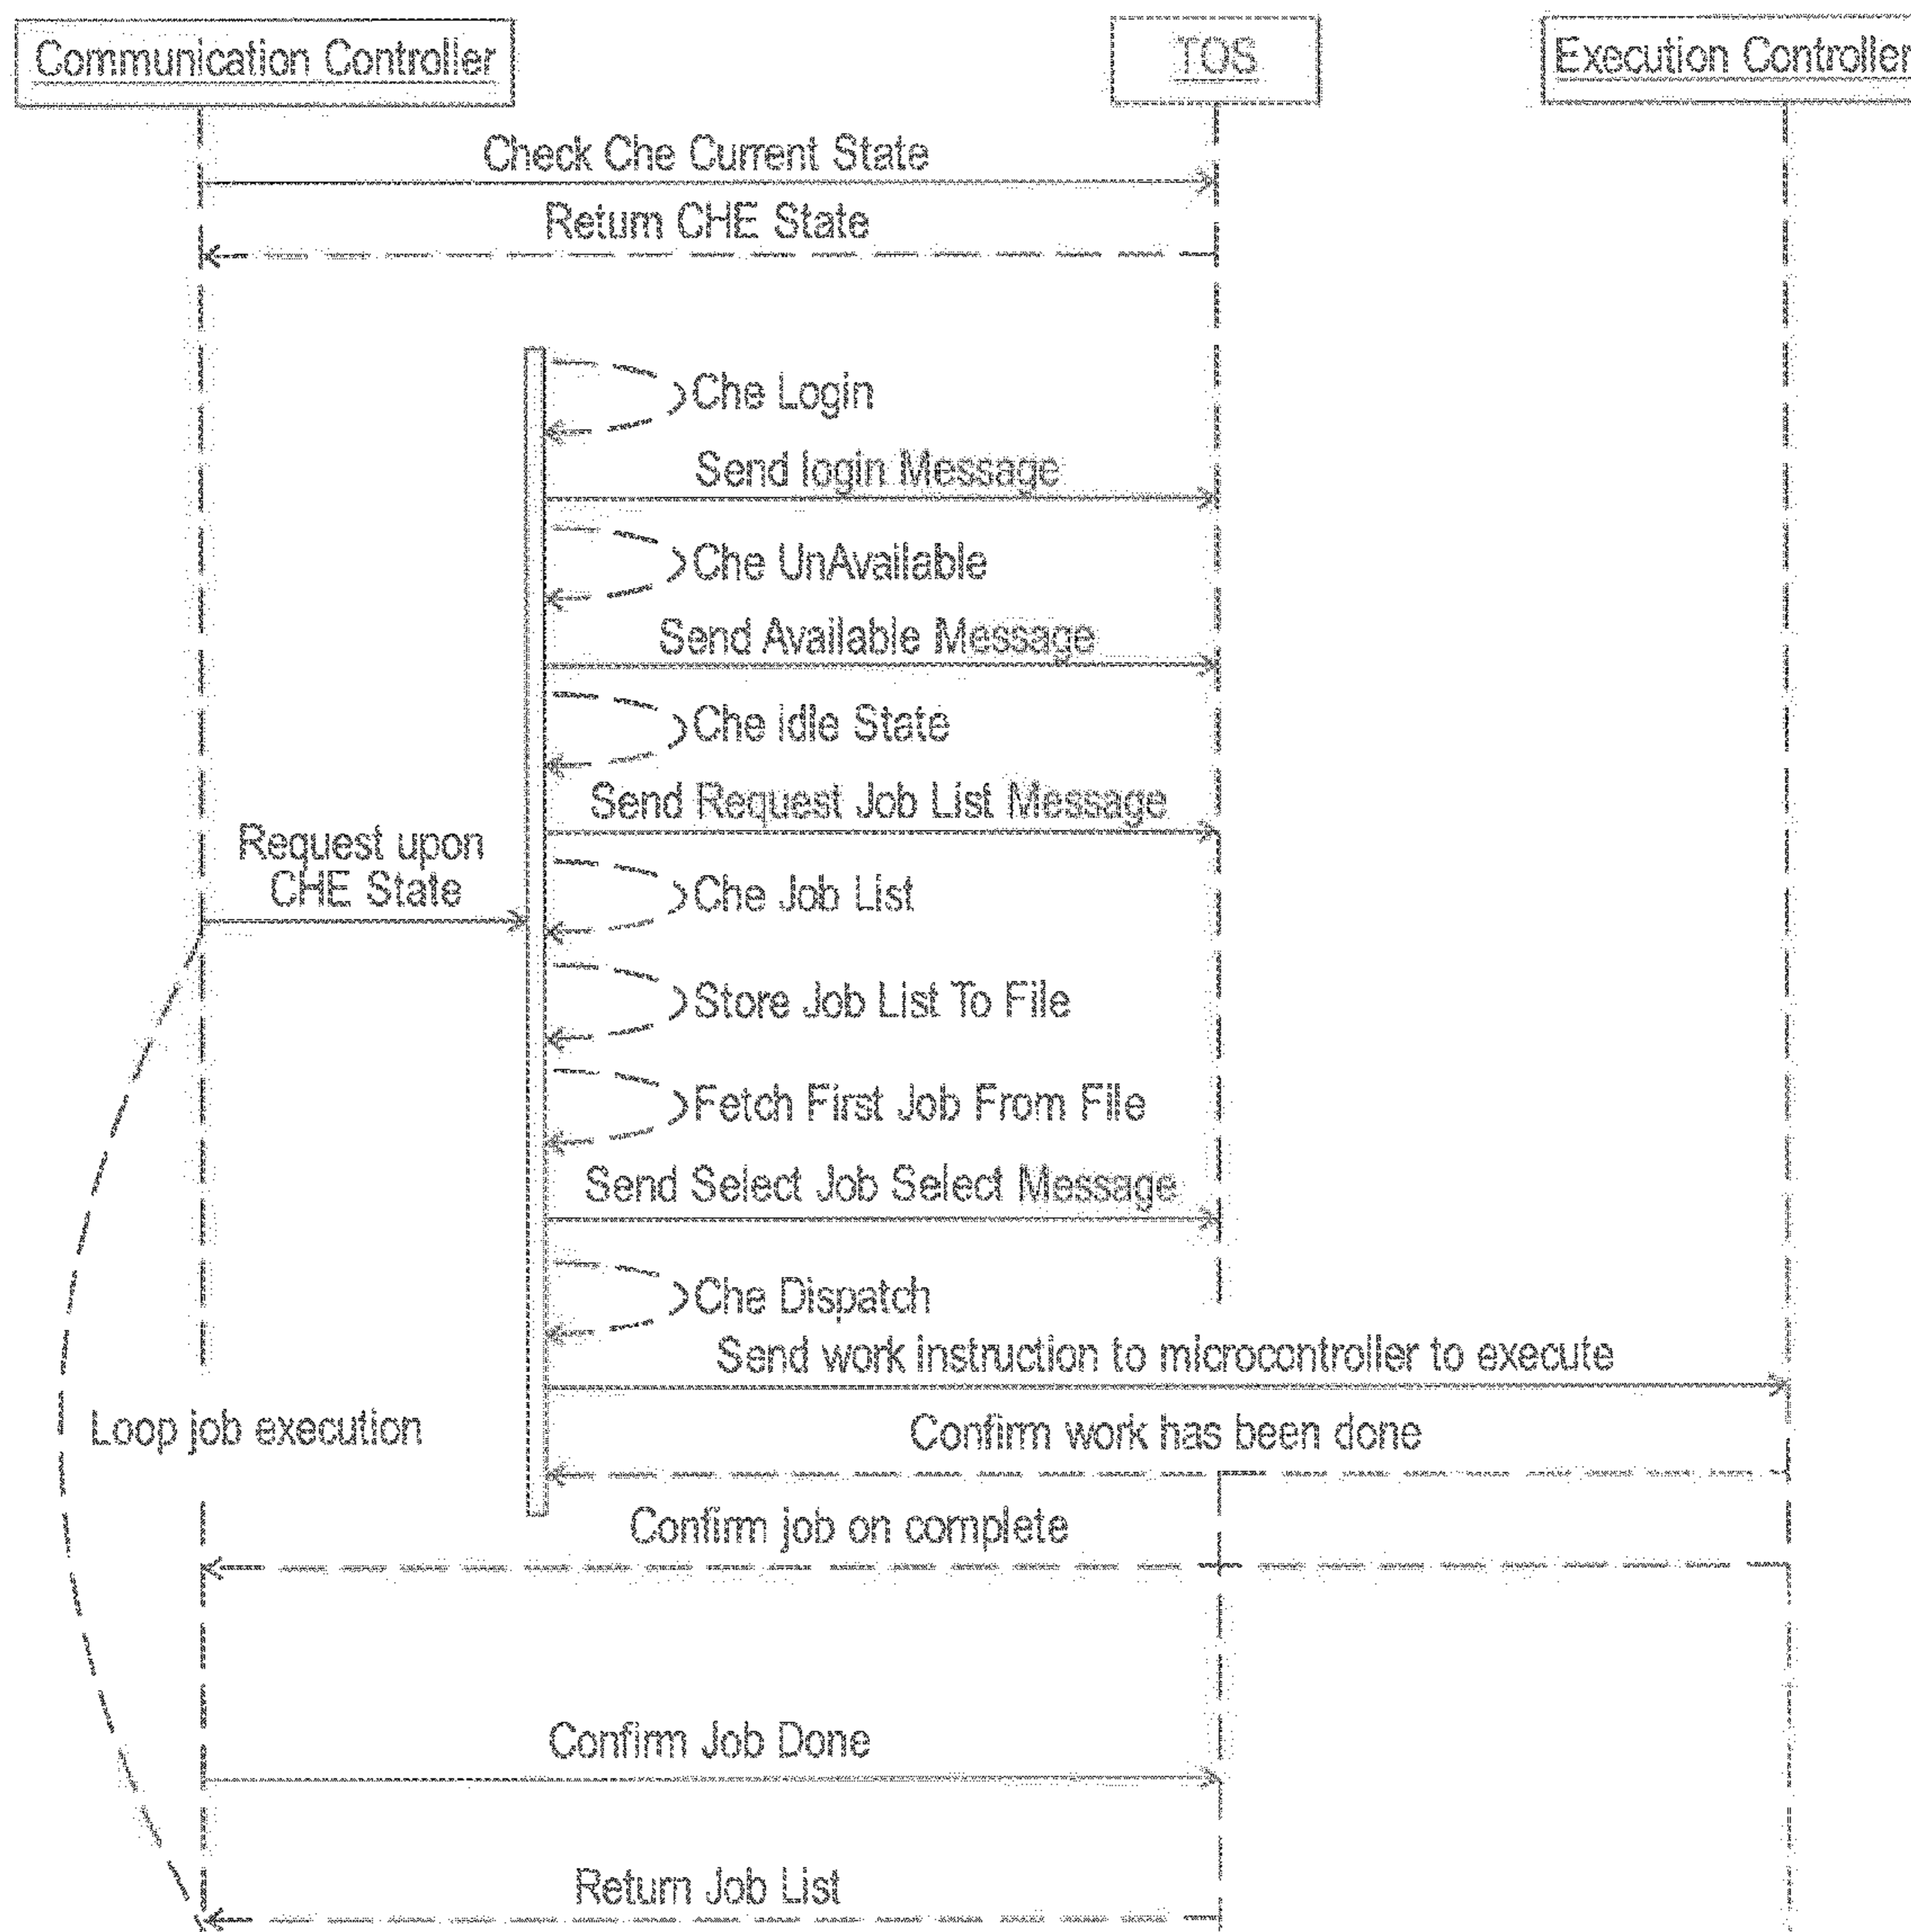 Communication Controller
TOS
Execution Controller
Check Che Current State
Return CHE State
Che Login
Send login Message
Che UnAvailable
Send Available Message
Che idle State
Send Request Job List Message
Request upon
CHE State
Che Job List
Store Job List To File
Fetch First Job From File
Send Select Job Select Message
Che Dispatch
Send work instruction to microcontroller to execute
Loop job execution
Confirm work has been done
Confirm job on complete
Confirm Job Done
Return Job List